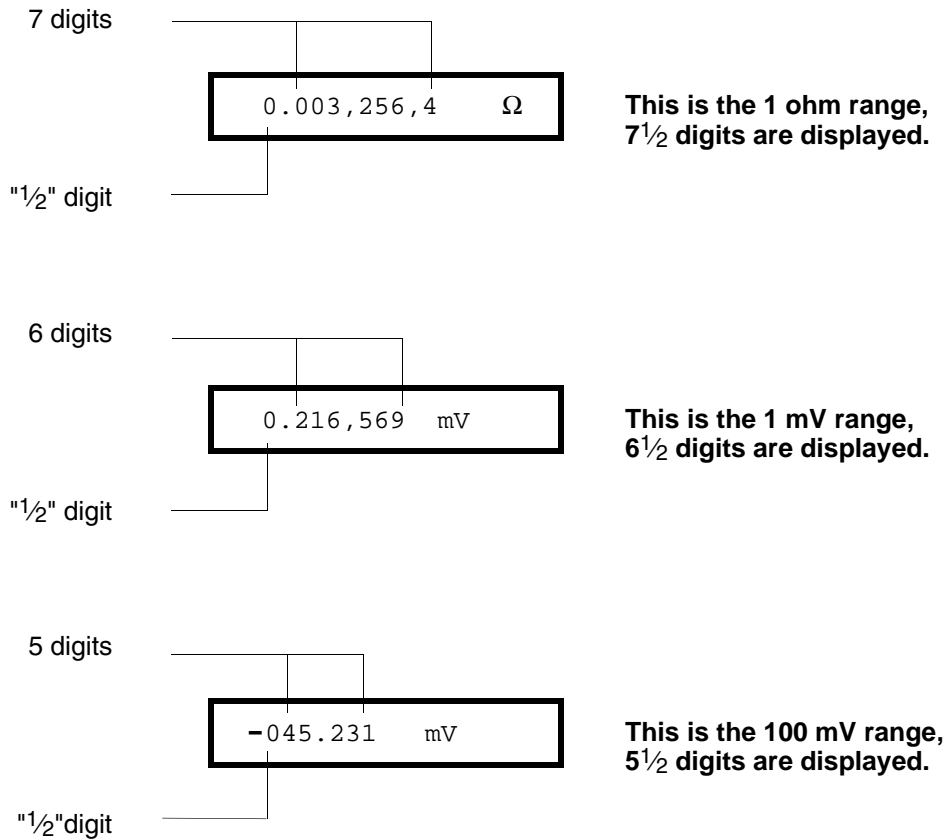 7 digits
0.003,256,4 Ω
This is the 1 ohm range,
7½ digits are displayed.
"½" digit
6 digits
0.216,569 mV
This is the 1 mV range,
6½ digits are displayed.
"½" digit
5 digits
-045.231 mV
This is the 100 mV range,
5½ digits are displayed.
"½"digit